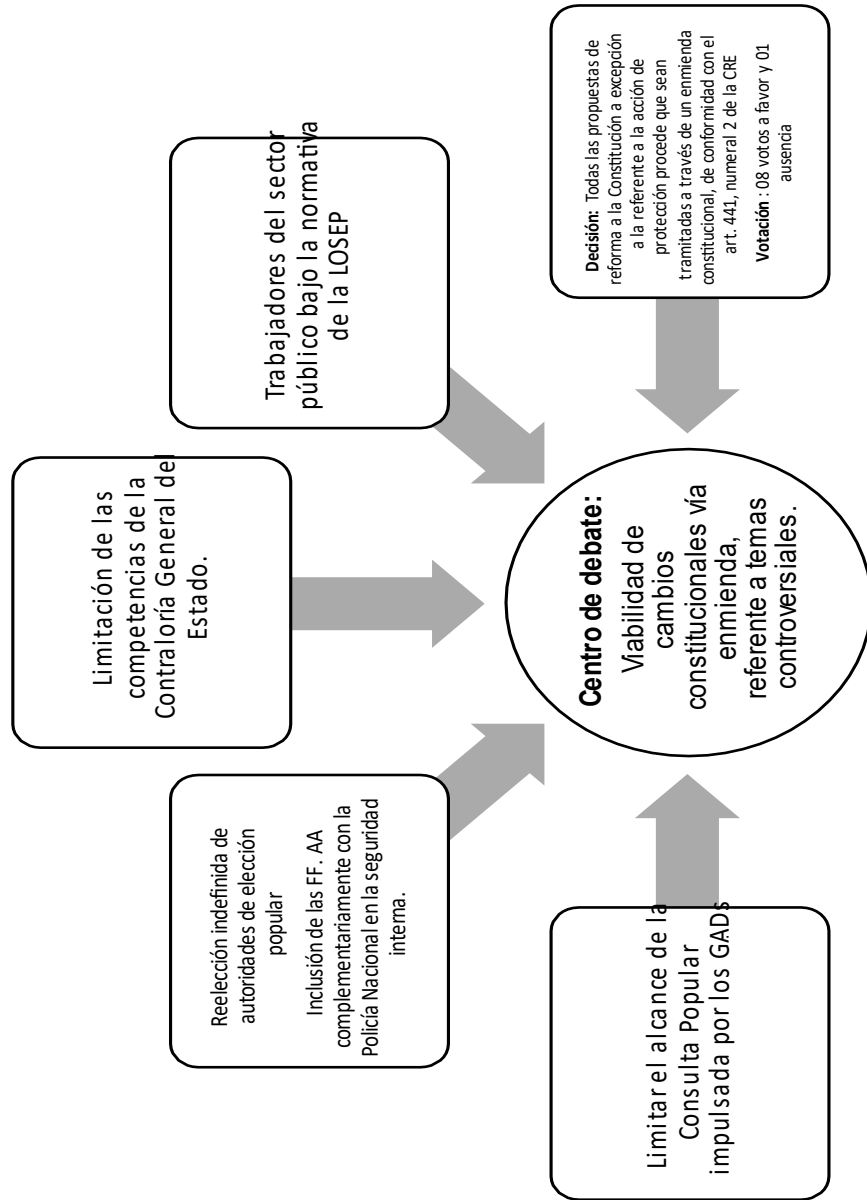 Limitar el alcance de la
Consulta Popular
impulsada por los GADs
Reelección indefinida de
autoridades de elección
popular
Inclusión de las FF. AA
complementariamente con la
Policía Nacional en la seguridad
interna.
Limitación de las
competencias de la
Contraloría General del
Estado.
Trabajadores del sector
público bajo la normativa
de la LOSEP
Decisión: Todas las propuestas de
reforma a la Constitución a excepción
a la referente a la acción de
protección procede que sean
tramitadas a través de un enmienda
constitucional, de conformidad con el
art. 441, numeral 2 de la CRE
Votación : 08 votos a favor y 01
ausencia
Centro de debate:
Viabilidad de
cambios
constitucionales vía
enmienda,
referente a temas
controversiales.